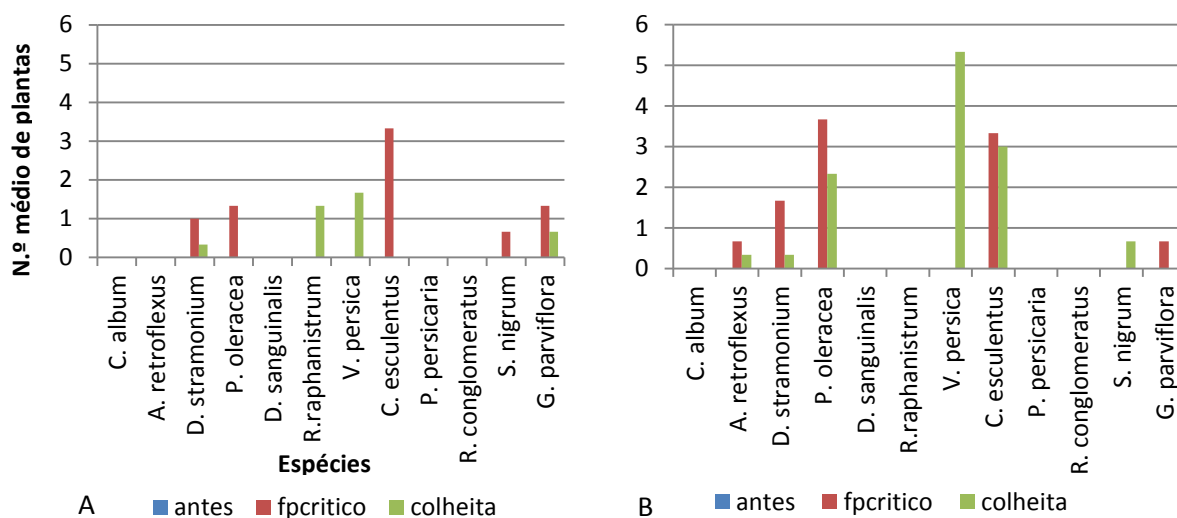 N.º médio de plantas
6
5
4
3
2
1
0
C. album
A. retroflexus
D. stramonium
P. oleracea
D. sanguinalis
R.raphanistrum
V. persica
C. esculentus
P. persicaria
R. conglomeratus
S. nigrum
G. parviflora
Espécies
A
antes fpcritico colheita
6
5
4
3
2
1
0
C. album
A. retroflexus
D. stramonium
P. oleracea
D. sanguinalis
R.raphanistrum
V. persica
C. esculentus
P. persicaria
R. conglomeratus
S. nigrum
G. parviflora
B
antes fpcritico colheita